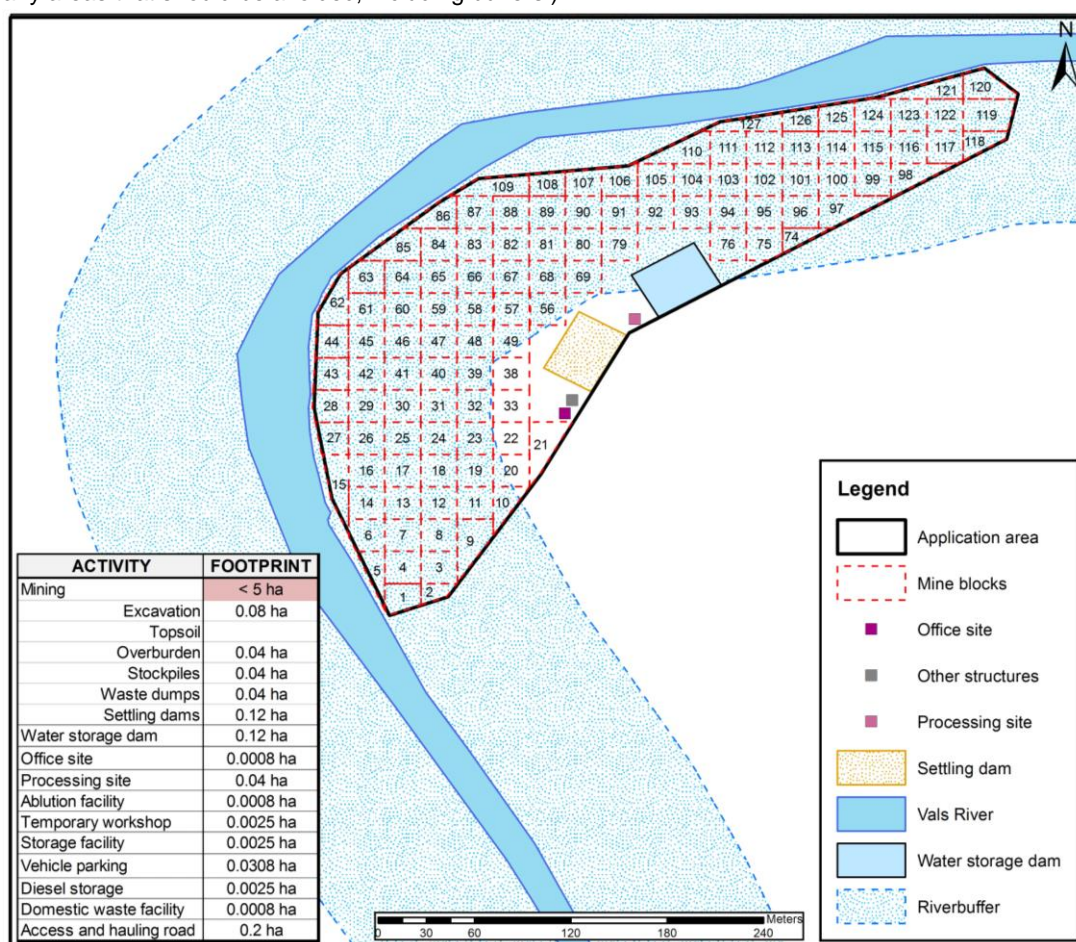 any areas that should be avoided, including buffers.)
N
121 120
127 126 125 124 123 122 119
110 111 112 113 114 115 116 117 118
109 108 107 106 105 104 103 102 101 100 99 98
86 87 88 89 90 91 92 93 94 95 96 97
85 84 83 82 81 80 79 76 75 74
63 64 65 66 67 68 69
62 61 60 59 58 57 56
44 45 46 47 48 49
43 42 41 40 39 38
28 29 30 31 32 33
27 26 25 24 23 22 21
15 16 17 18 19 20
14 13 12 11 10
6 7 8 9
5 4 3
1 2
ACTIVITY FOOTPRINT
Mining < 5 ha
Excavation 0.08 ha
Topsoil
Overburden 0.04 ha
Stockpiles 0.04 ha
Waste dumps 0.04 ha
Settling dams 0.12 ha
Water storage dam 0.12 ha
Office site 0.0008 ha
Processing site 0.04 ha
Ablution facility 0.0008 ha
Temporary workshop 0.0025 ha
Storage facility 0.0025 ha
Vehicle parking 0.0308 ha
Diesel storage 0.0025 ha
Domestic waste facility 0.0008 ha
Access and hauling road 0.2 ha
Meters
0 30 60 120 180 240
Legend
Application area
Mine blocks
Office site
Other structures
Processing site
Settling dam
Vals River
Water storage dam
Riverbuffer